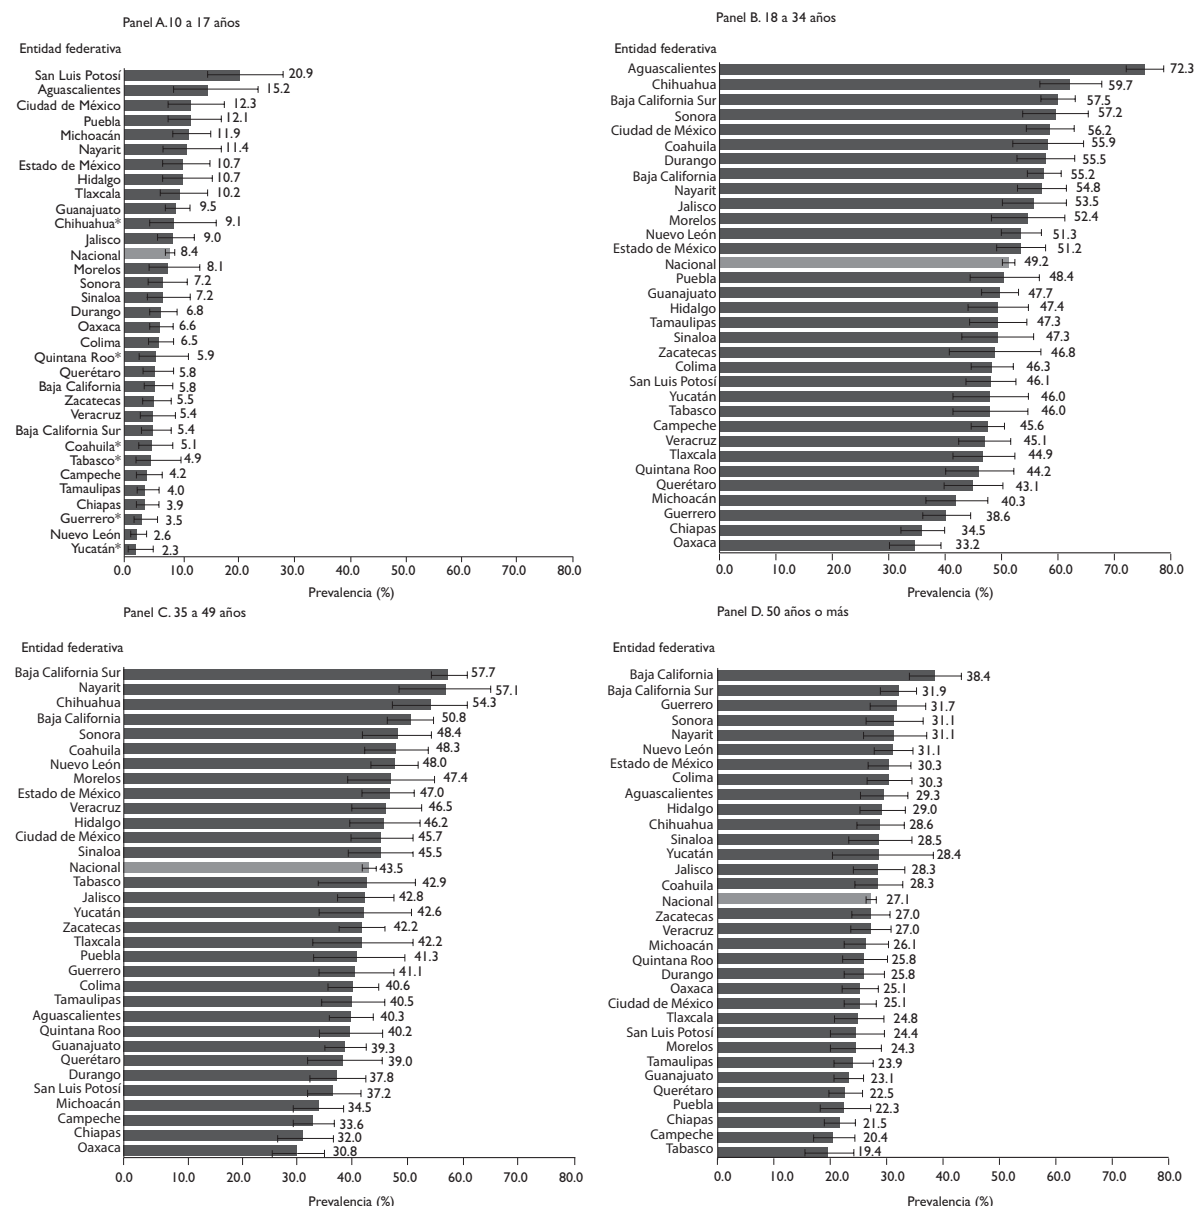 Panel A. 10 a 17 años
Entidad federativa
San Luis Potosí 20.9
Aguascalientes 15.2
Ciudad de México 12.3
Puebla 12.1
Michoacán 11.9
Nayarit 11.4
Estado de México 10.7
Hidalgo 10.7
Tlaxcala 10.2
Guanajuato 9.5
Chihuahua* 9.1
Jalisco 9.0
Nacional 8.4
Morelos 8.1
Sonora 7.2
Sinaloa 7.2
Durango 6.8
Oaxaca 6.6
Colima 6.5
Quintana Roo* 5.9
Querétaro 5.8
Baja California 5.8
Zacatecas 5.5
Veracruz 5.4
Baja California Sur 5.4
Coahuila* 5.1
Tabasco* 4.9
Campeche 4.2
Tamaulipas 4.0
Chiapas 3.9
Guerrero* 3.5
Nuevo León 2.6
Yucatán* 2.3
0.0 10.0 20.0 30.0 40.0 50.0 60.0 70.0 80.0
Prevalencia (%)
Panel B. 18 a 34 años
Entidad federativa
Aguascalientes 72.3
Chihuahua 59.7
Baja California Sur 57.5
Sonora 57.2
Ciudad de México 56.2
Coahuila 55.9
Durango 55.5
Baja California 55.2
Nayarit 54.8
Jalisco 53.5
Morelos 52.4
Nuevo León 51.3
Estado de México 51.2
Nacional 49.2
Puebla 48.4
Guanajuato 47.7
Hidalgo 47.4
Tamaulipas 47.3
Sinaloa 47.3
Zacatecas 46.8
Colima 46.3
San Luis Potosí 46.1
Yucatán 46.0
Tabasco 46.0
Campeche 45.6
Veracruz 45.1
Tlaxcala 44.9
Quintana Roo 44.2
Querétaro 43.1
Michoacán 40.3
Guerrero 38.6
Chiapas 34.5
Oaxaca 33.2
0.0 10.0 20.0 30.0 40.0 50.0 60.0 70.0 80.0
Prevalencia (%)
Panel C. 35 a 49 años
Entidad federativa
Baja California Sur 57.7
Nayarit 57.1
Chihuahua 54.3
Baja California 50.8
Sonora 48.4
Coahuila 48.3
Nuevo León 48.0
Morelos 47.4
Estado de México 47.0
Veracruz 46.5
Hidalgo 46.2
Ciudad de México 45.7
Sinaloa 45.5
Nacional 43.5
Tabasco 42.9
Jalisco 42.8
Yucatán 42.6
Zacatecas 42.2
Tlaxcala 42.2
Puebla 41.3
Guerrero 41.1
Colima 40.6
Tamaulipas 40.5
Aguascalientes 40.3
Quintana Roo 40.2
Guanajuato 39.3
Querétaro 39.0
Durango 37.8
San Luis Potosí 37.2
Michoacán 34.5
Campeche 33.6
Chiapas 32.0
Oaxaca 30.8
0.0 10.0 20.0 30.0 40.0 50.0 60.0 70.0 80.0
Prevalencia (%)
Panel D. 50 años o más
Entidad federativa
Baja California 38.4
Baja California Sur 31.9
Guerrero 31.7
Sonora 31.1
Nayarit 31.1
Nuevo León 31.1
Estado de México 30.3
Colima 30.3
Aguascalientes 29.3
Hidalgo 29.0
Chihuahua 28.6
Sinaloa 28.5
Yucatán 28.4
Jalisco 28.3
Coahuila 28.3
Nacional 27.1
Zacatecas 27.0
Veracruz 27.0
Michoacán 26.1
Quintana Roo 25.8
Durango 25.8
Oaxaca 25.1
Ciudad de México 25.1
Tlaxcala 24.8
San Luis Potosí 24.4
Morelos 24.3
Tamaulipas 23.9
Guanajuato 23.1
Querétaro 22.5
Puebla 22.3
Chiapas 21.5
Campeche 20.4
Tabasco 19.4
0.0 10.0 20.0 30.0 40.0 50.0 60.0 70.0 80.0
Prevalencia (%)